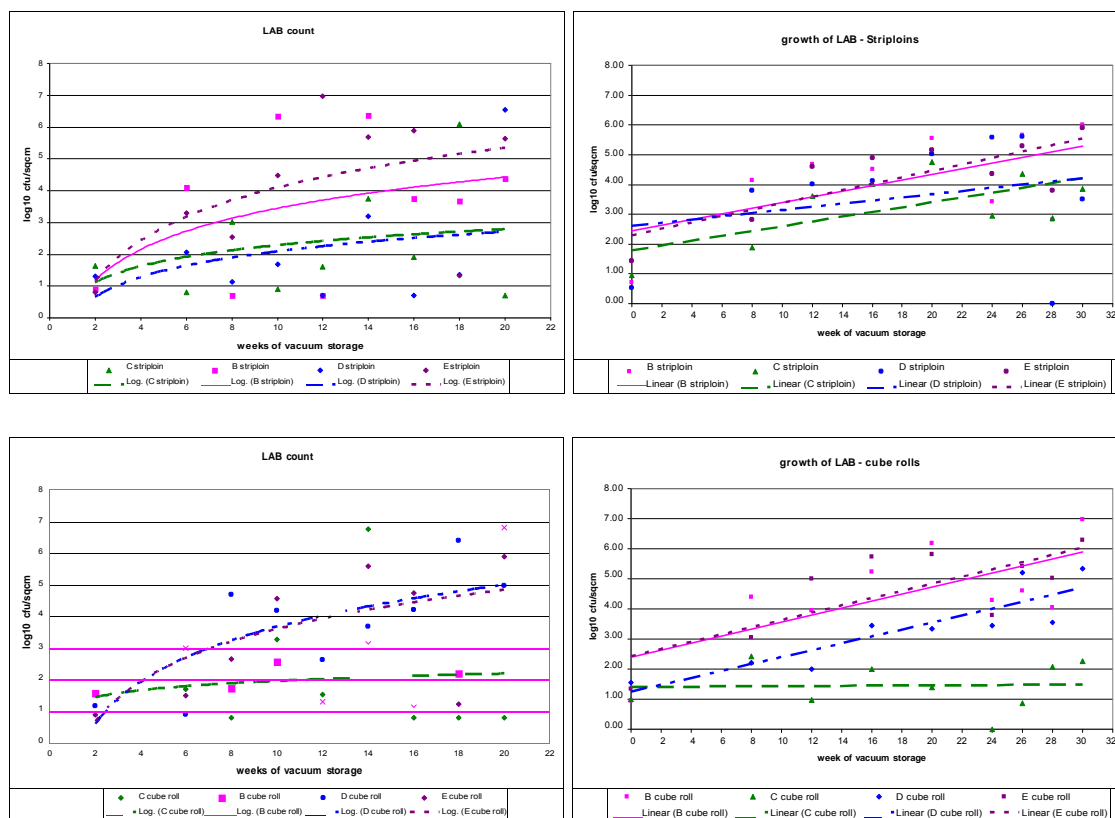 LAB count
8
7
6
5
4
3
2
1
0
log10 cfu/sqcm
0 2 4 6 8 10 12 14 16 18 20 22
weeks of vacuum storage
C striploin B striploin D striploin E striploin
Log. (C striploin) Log. (B striploin) Log. (D striploin) Log. (E striploin)
growth of LAB - Striploins
8.00
7.00
6.00
5.00
4.00
3.00
2.00
1.00
0.00
log10 cfu/sqcm
0 2 4 6 8 10 12 14 16 18 20 22 24 26 28 30 32
week of vacuum storage
B striploin C striploin D striploin E striploin
Linear (B striploin) Linear (C striploin) Linear (D striploin) Linear (E striploin)
LAB count
8
7
6
5
4
3
2
1
0
log10 cfu/sqcm
0 2 4 6 8 10 12 14 16 18 20 22
weeks of vacuum storage
C cube roll B cube roll D cube roll E cube roll
Log. (C cube roll) Log. (B cube roll) Log. (D cube roll) Log. (E cube roll)
growth of LAB - cube rolls
8.00
7.00
6.00
5.00
4.00
3.00
2.00
1.00
0.00
log10 cfu/sqcm
0 2 4 6 8 10 12 14 16 18 20 22 24 26 28 30 32
week of vacuum storage
B cube roll C cube roll D cube roll E cube roll
Linear (B cube roll) Linear (C cube roll) Linear (D cube roll) Linear (E cube roll)